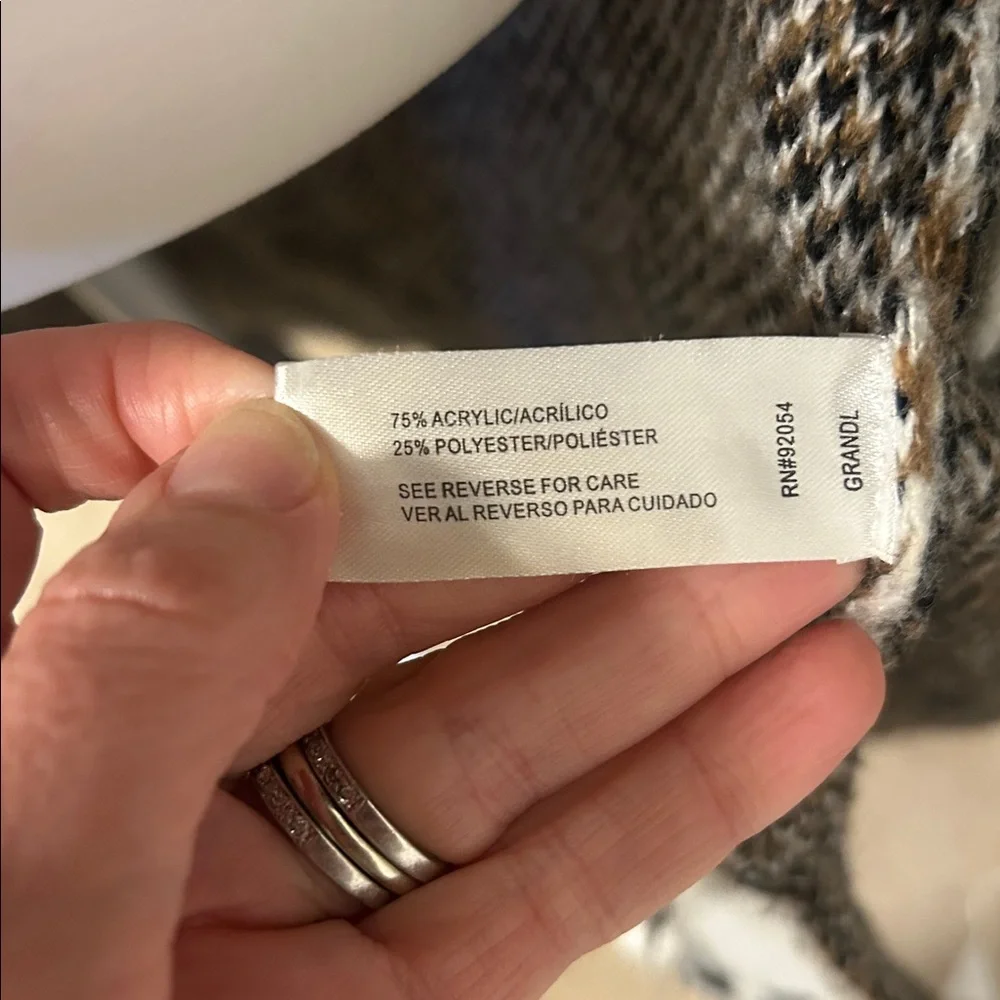 75% ACRYLIC/ACRÍLICO
25% POLYESTER/POLIÉSTER
SEE REVERSE FOR CARE
VER AL REVERSO PARA CUIDADO
RN#92054
GRANDL